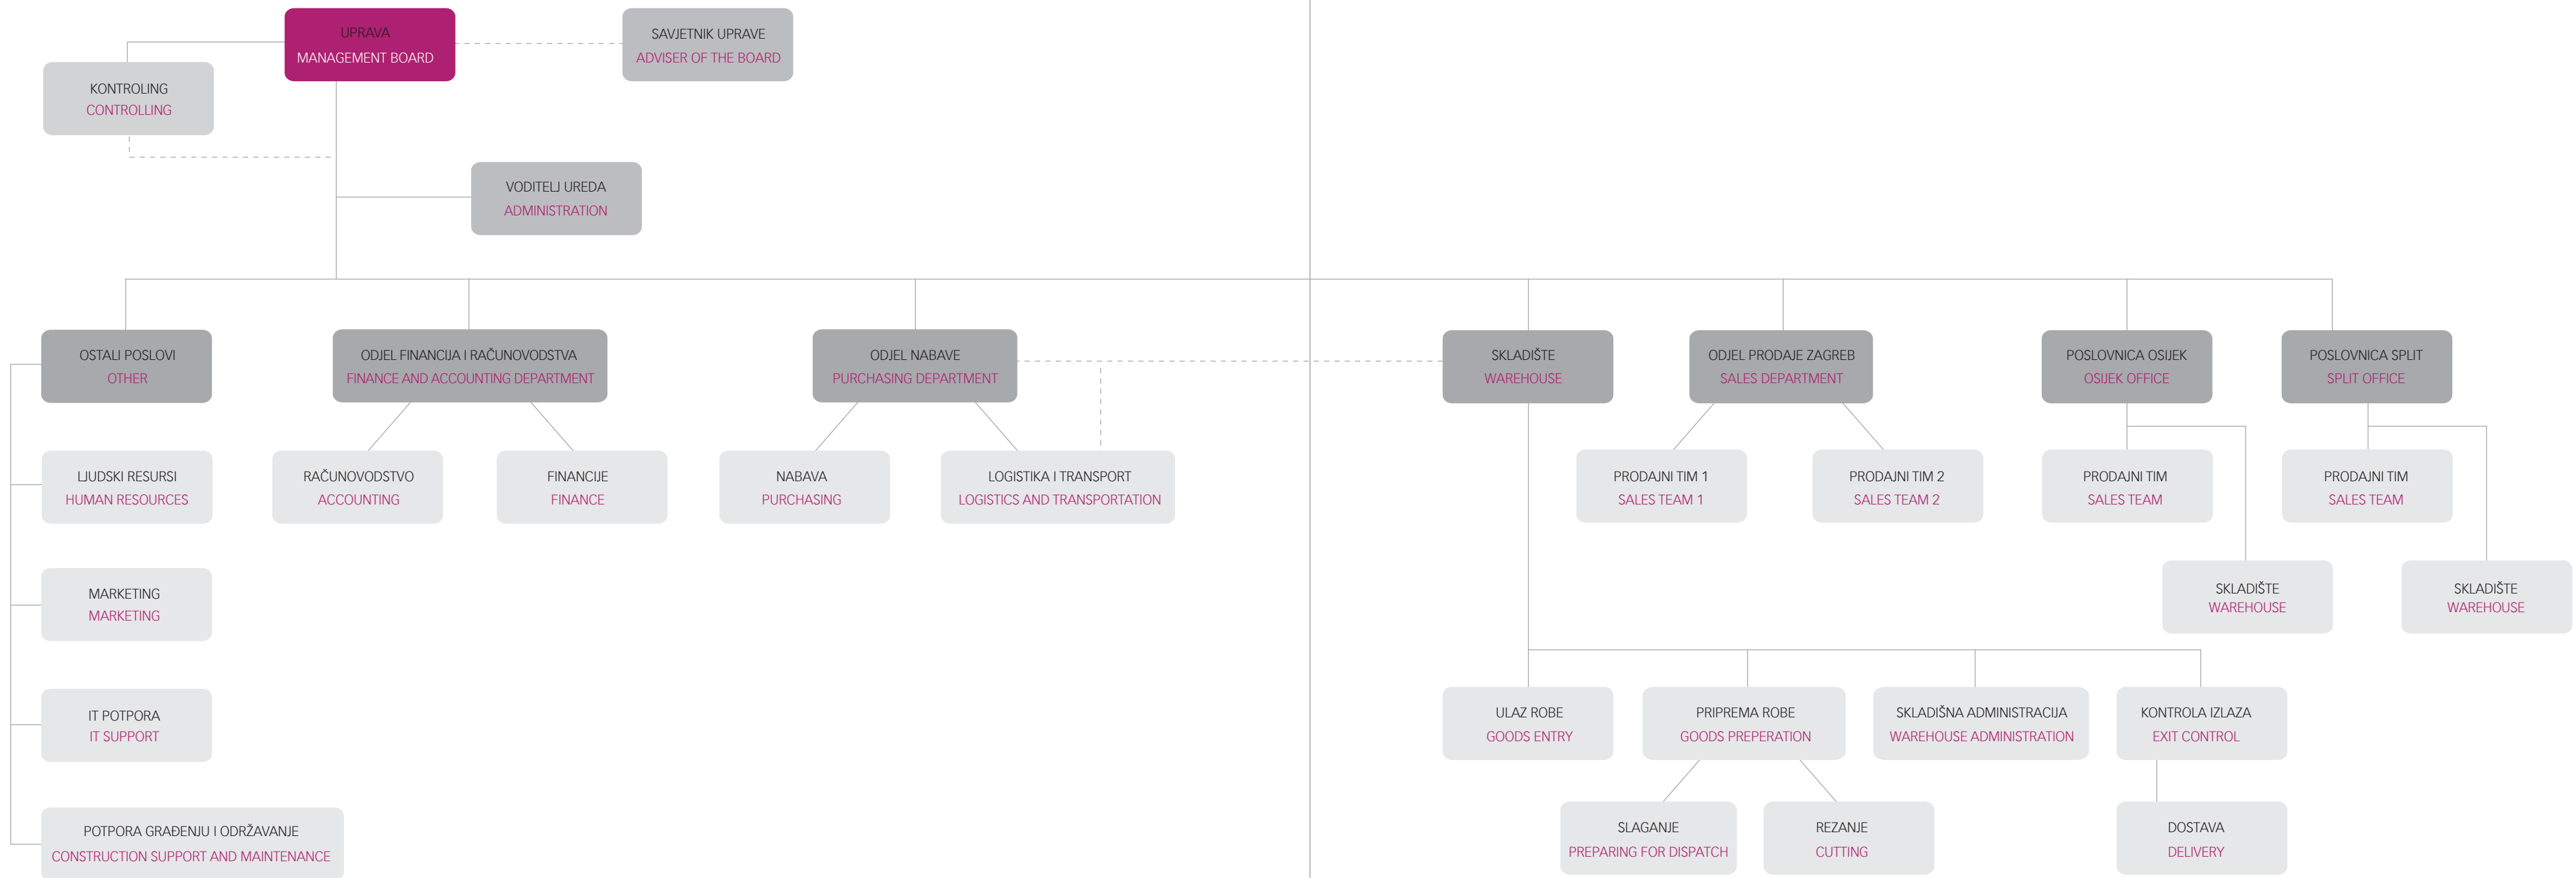 UPRAVA
MANAGEMENT BOARD
SAVJETNIK UPRAVE
ADVISER OF THE BOARD
KONTROLING
CONTROLLING
VODITELJ UREDA
ADMINISTRATION
OSTALI POSLOVI
OTHER
ODJEL FINANCIJA I RAČUNOVODSTVA
FINANCE AND ACCOUNTING DEPARTMENT
ODJEL NABAVE
PURCHASING DEPARTMENT
SKLADIŠTE
WAREHOUSE
ODJEL PRODAJE ZAGREB
SALES DEPARTMENT
POSLOVNICA OSIJEK
OSIJEK OFFICE
POSLOVNICA SPLIT
SPLIT OFFICE
LJUDSKI RESURSI
HUMAN RESOURCES
RAČUNOVODSTVO
ACCOUNTING
FINANCIJE
FINANCE
NABAVA
PURCHASING
LOGISTIKA I TRANSPORT
LOGISTICS AND TRANSPORTATION
PRODAJNI TIM 1
SALES TEAM 1
PRODAJNI TIM 2
SALES TEAM 2
PRODAJNI TIM
SALES TEAM
PRODAJNI TIM
SALES TEAM
MARKETING
MARKETING
SKLADIŠTE
WAREHOUSE
SKLADIŠTE
WAREHOUSE
IT POTPORA
IT SUPPORT
ULAZ ROBE
GOODS ENTRY
PRIPREMA ROBE
GOODS PREPERATION
SKLADIŠNA ADMINISTRACIJA
WAREHOUSE ADMINISTRATION
KONTROLA IZLAZA
EXIT CONTROL
POTPORA GRAĐENJU I ODRŽAVANJE
CONSTRUCTION SUPPORT AND MAINTENANCE
SLAGANJE
PREPARING FOR DISPATCH
REZANJE
CUTTING
DOSTAVA
DELIVERY